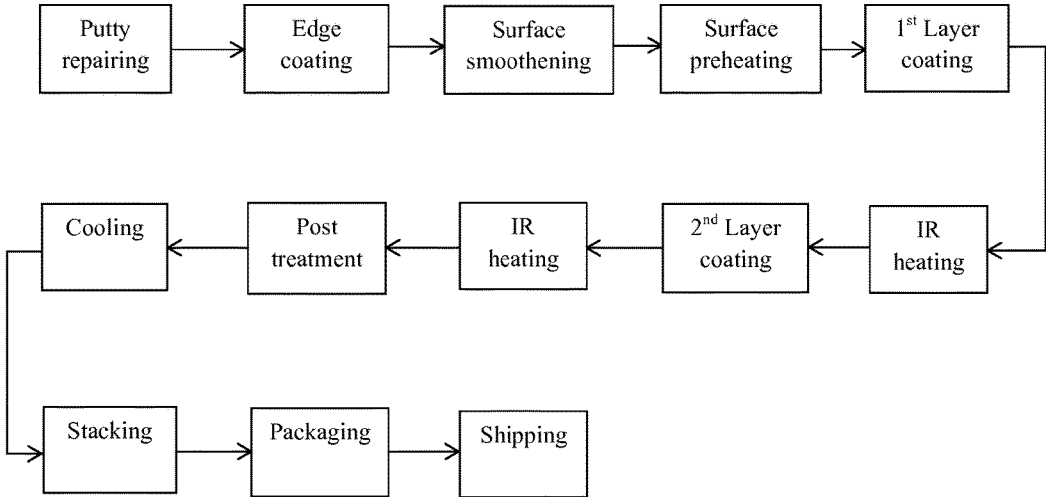 Putty
repairing
Edge
coating
Surface
smoothening
Surface
preheating
1st Layer
coating
Cooling
Post
treatment
IR
heating
2nd Layer
coating
IR
heating
Stacking
Packaging
Shipping